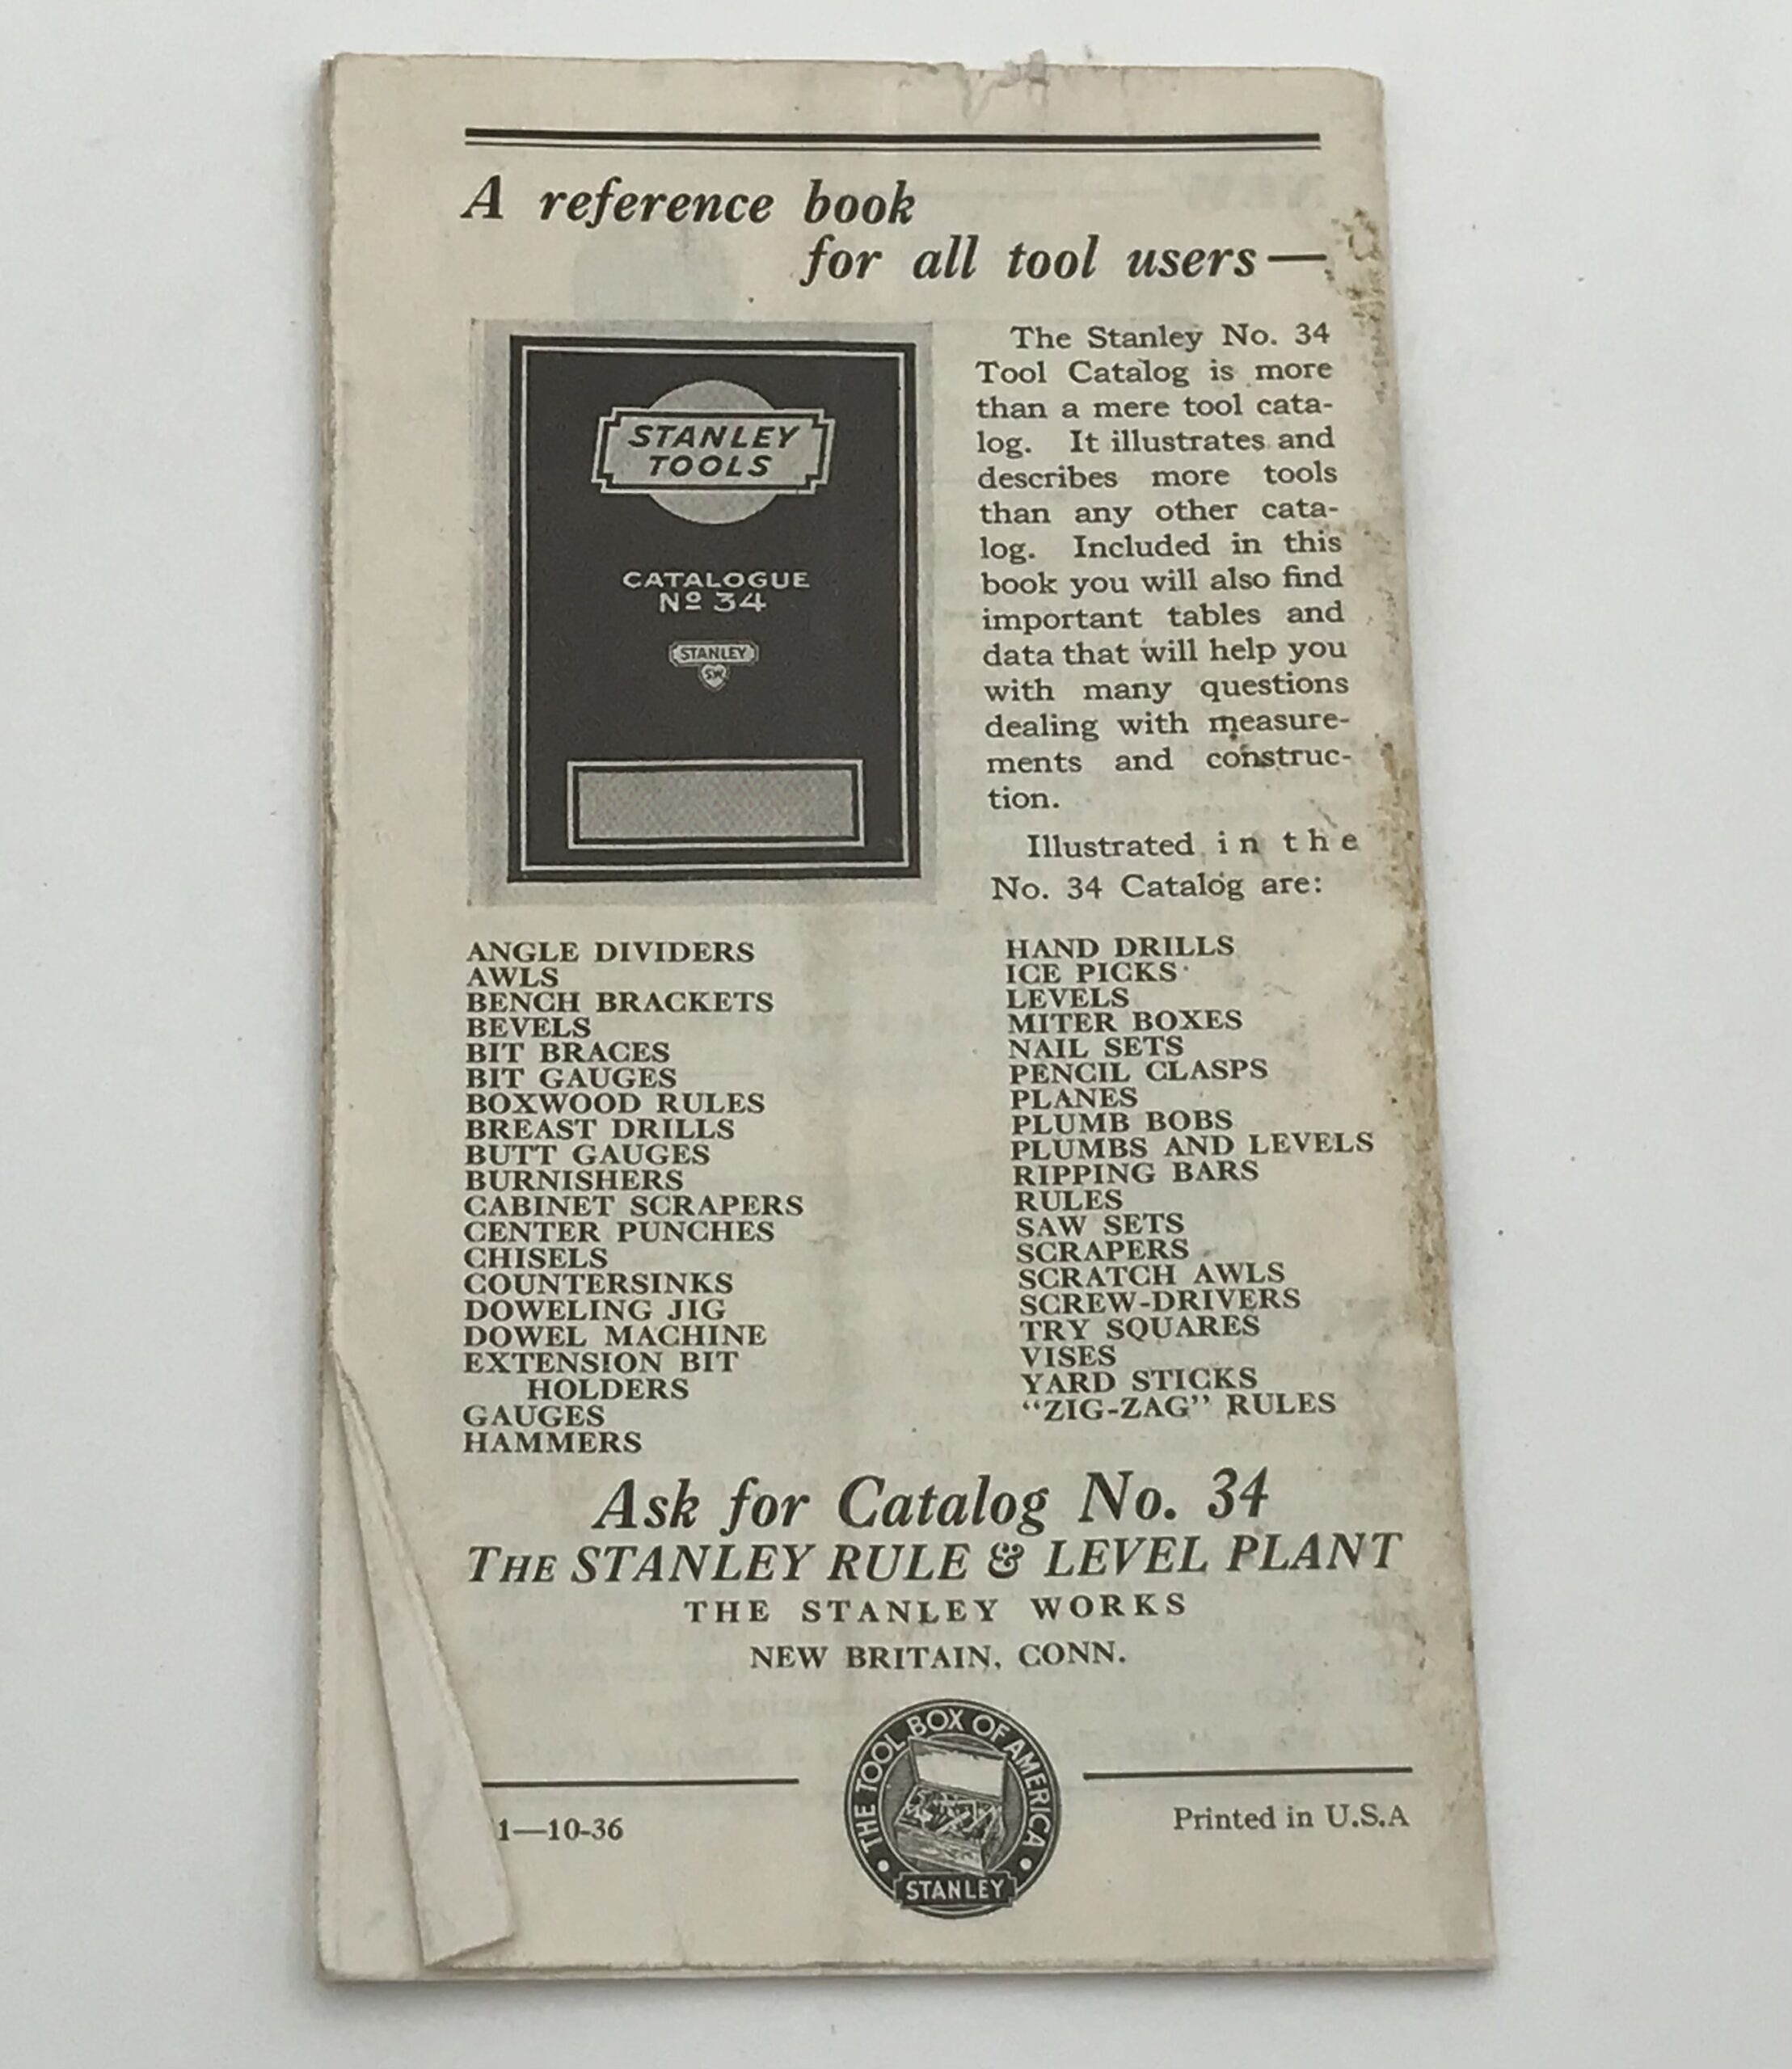 A reference book
for all tool users—
STANLEY
TOOLS
CATALOGUE
Nº 34
STANLEY
SW
The Stanley No. 34
Tool Catalog is more
than a mere tool cata-
log. It illustrates and
describes more tools
than any other cata-
log. Included in this
book you will also find
important tables and
data that will help you
with many questions
dealing with measure-
ments and construc-
tion.
Illustrated in the
No. 34 Catalog are:
ANGLE DIVIDERS
AWLS
BENCH BRACKETS
BEVELS
BIT BRACES
BIT GAUGES
BOXWOOD RULES
BREAST DRILLS
BUTT GAUGES
BURNISHERS
CABINET SCRAPERS
CENTER PUNCHES
CHISELS
COUNTERSINKS
DOWELING JIG
DOWEL MACHINE
EXTENSION BIT
HOLDERS
GAUGES
HAMMERS
HAND DRILLS
ICE PICKS
LEVELS
MITER BOXES
NAIL SETS
PENCIL CLASPS
PLANES
PLUMB BOBS
PLUMBS AND LEVELS
RIPPING BARS
RULES
SAW SETS
SCRAPERS
SCRATCH AWLS
SCREW-DRIVERS
TRY SQUARES
VISES
YARD STICKS
"ZIG-ZAG" RULES
Ask for Catalog No. 34
THE STANLEY RULE & LEVEL PLANT
THE STANLEY WORKS
NEW BRITAIN, CONN.
THE TOOL BOX OF AMERICA
STANLEY
1—10-36
Printed in U.S.A